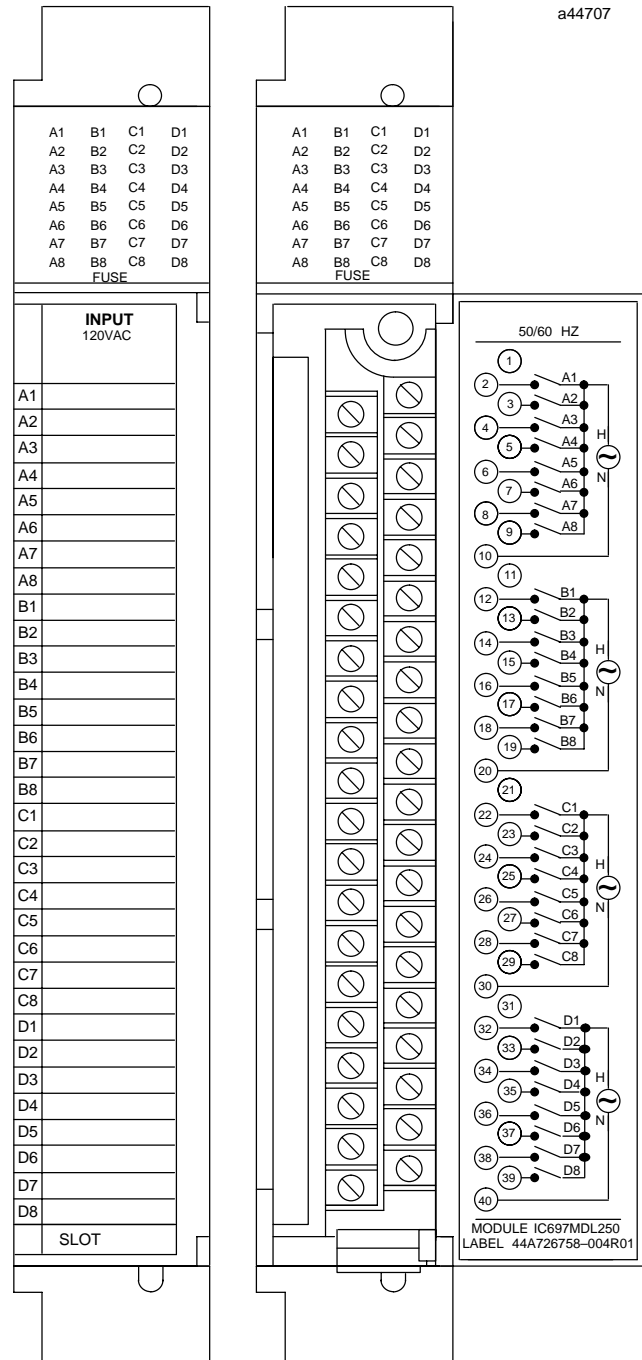 a44707
A1 B1 C1 D1
A2 B2 C2 D2
A3 B3 C3 D3
A4 B4 C4 D4
A5 B5 C5 D5
A6 B6 C6 D6
A7 B7 C7 D7
A8 B8 C8 D8
FUSE
A1 B1 C1 D1
A2 B2 C2 D2
A3 B3 C3 D3
A4 B4 C4 D4
A5 B5 C5 D5
A6 B6 C6 D6
A7 B7 C7 D7
A8 B8 C8 D8
FUSE
INPUT
120VAC
A1
A2
A3
A4
A5
A6
A7
A8
B1
B2
B3
B4
B5
B6
B7
B8
C1
C2
C3
C4
C5
C6
C7
C8
D1
D2
D3
D4
D5
D6
D7
D8
SLOT
50/60 HZ
1
2 A1
3 A2
4 A3
H
5 A4
6 A5
N
7 A6
8 A7
9 A8
10
11
12 B1
13 B2
14 B3
H
15 B4
16 B5
N
17 B6
18 B7
19 B8
20
21
22 C1
23 C2
24 C3
H
25 C4
26 C5
N
27 C6
28 C7
29 C8
30
31
32 D1
33 D2
34 D3
H
35 D4
36 D5
N
37 D6
38 D7
39 D8
40
MODULE IC697MDL250
LABEL 44A726758–004R01